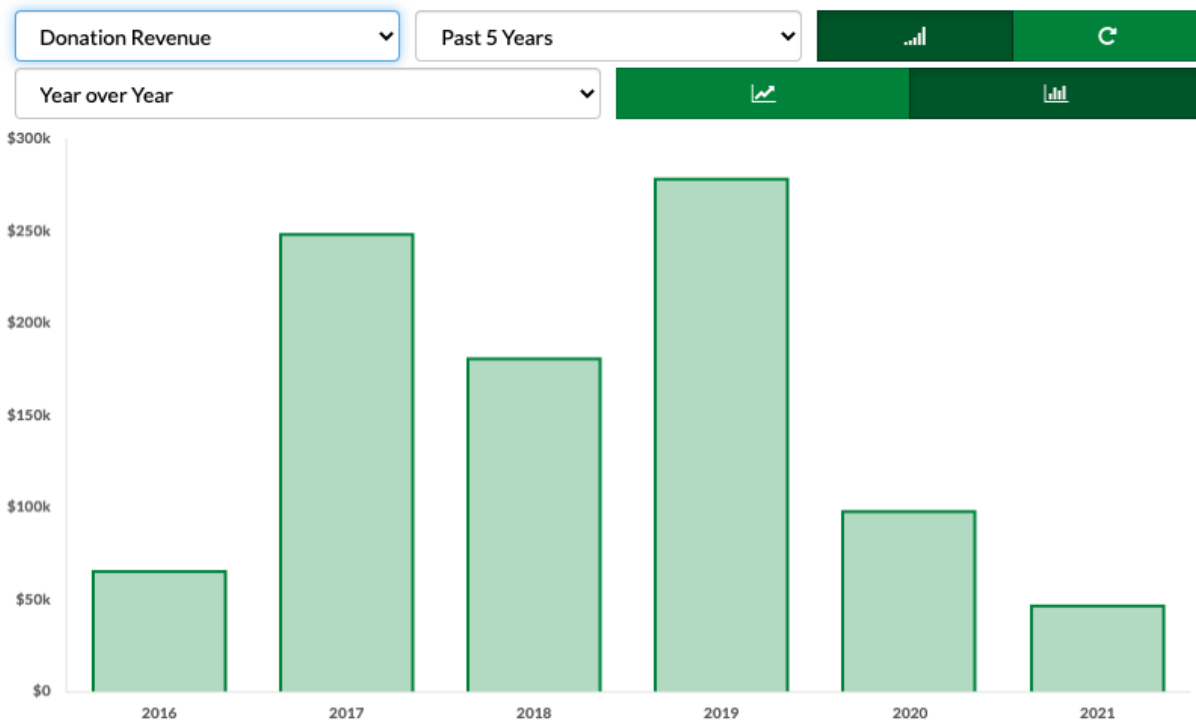 Donation Revenue Past 5 Years
Year over Year
$300k
$250k
$200k
$150k
$100k
$50k
$0
2016 2017 2018 2019 2020 2021